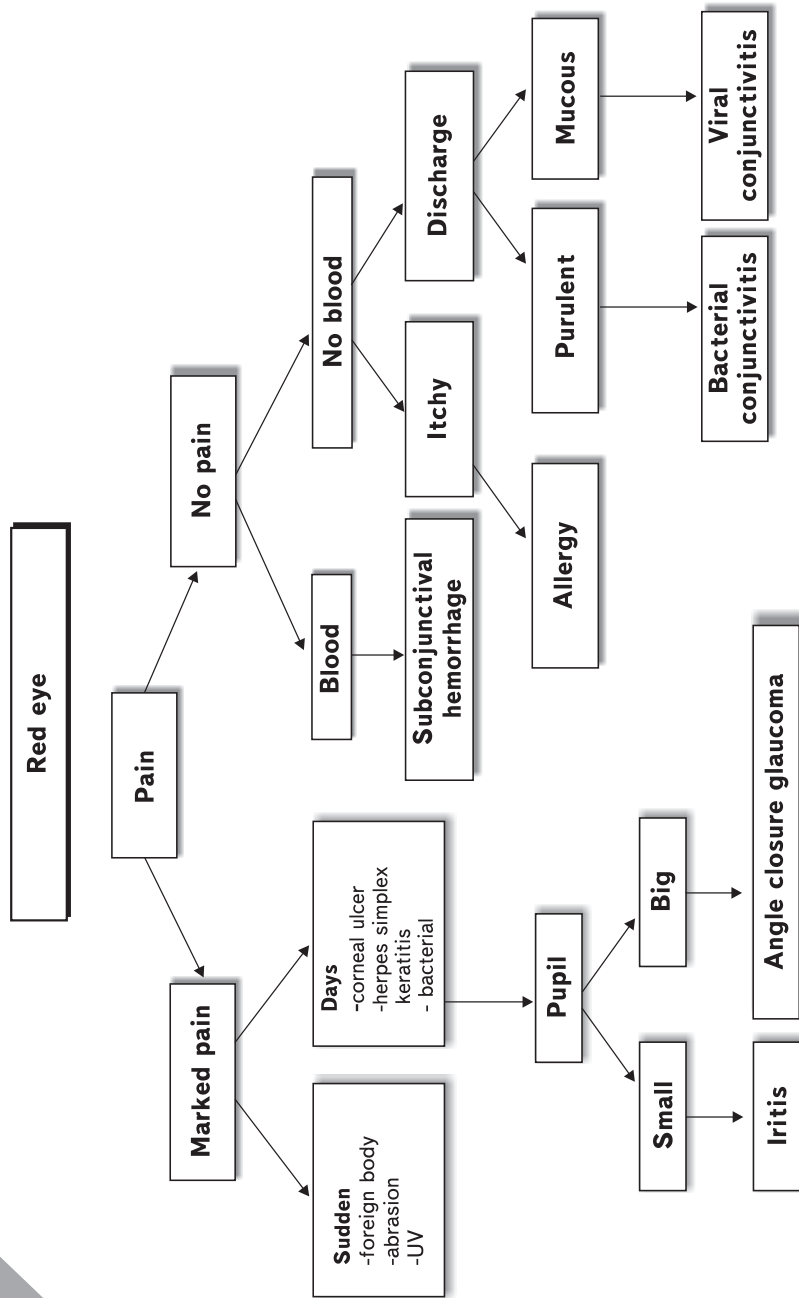 Red eye
Pain
Marked pain
No pain
Sudden
-foreign body
-abrasion
-UV
Days
-corneal ulcer
-herpes simplex
keratitis
- bacterial
Blood
No blood
Subconjunctival
hemorrhage
Itchy
Discharge
Pupil
Allergy
Purulent
Mucous
Small
Big
Bacterial
conjunctivitis
Viral
conjunctivitis
Iritis
Angle closure glaucoma